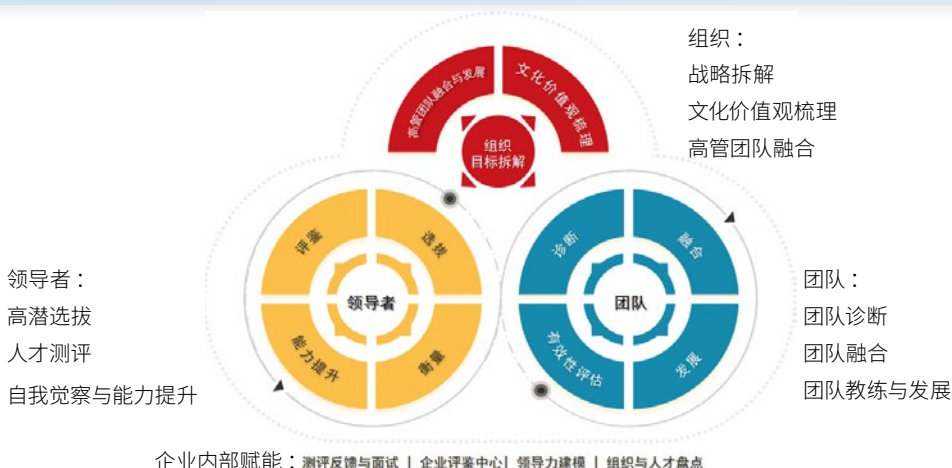 组织：
战略拆解
文化价值观梳理
高管团队融合
高管团队融合与发展
文化价值观梳理
组织
目标拆解
评鉴
选拔
领导者
能力提升
衡量
诊断
融合
团队
有效性评估
发展
领导者：
高潜选拔
人才测评
自我觉察与能力提升
团队：
团队诊断
团队融合
团队教练与发展
企业内部赋能：测评反馈与面试 | 企业评鉴中心| 领导力建模 | 组织与人才盘点